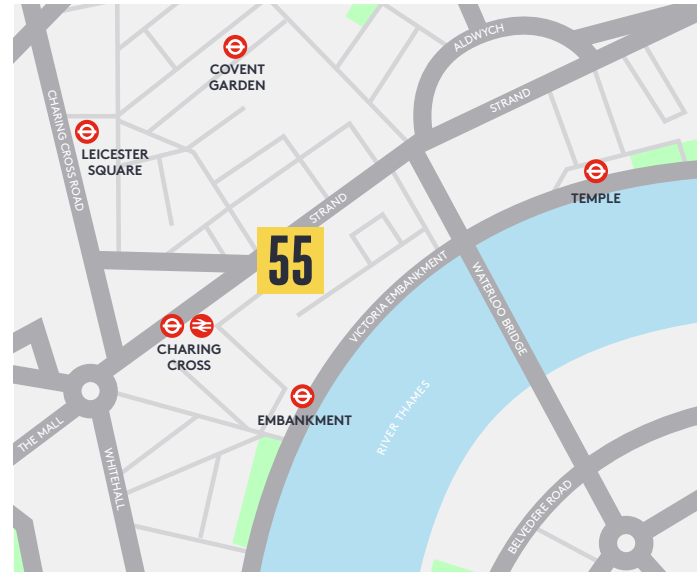 COVENT
GARDEN
ALDWYCH
STRAND
CHARING CROSS ROAD
LEICESTER
SQUARE
TEMPLE
STRAND
55
VICTORIA EMBANKMENT
WATERLOO BRIDGE
CHARING
CROSS
RIVER THAMES
EMBANKMENT
THE MALL
WHITEHALL
BELVEDERE ROAD